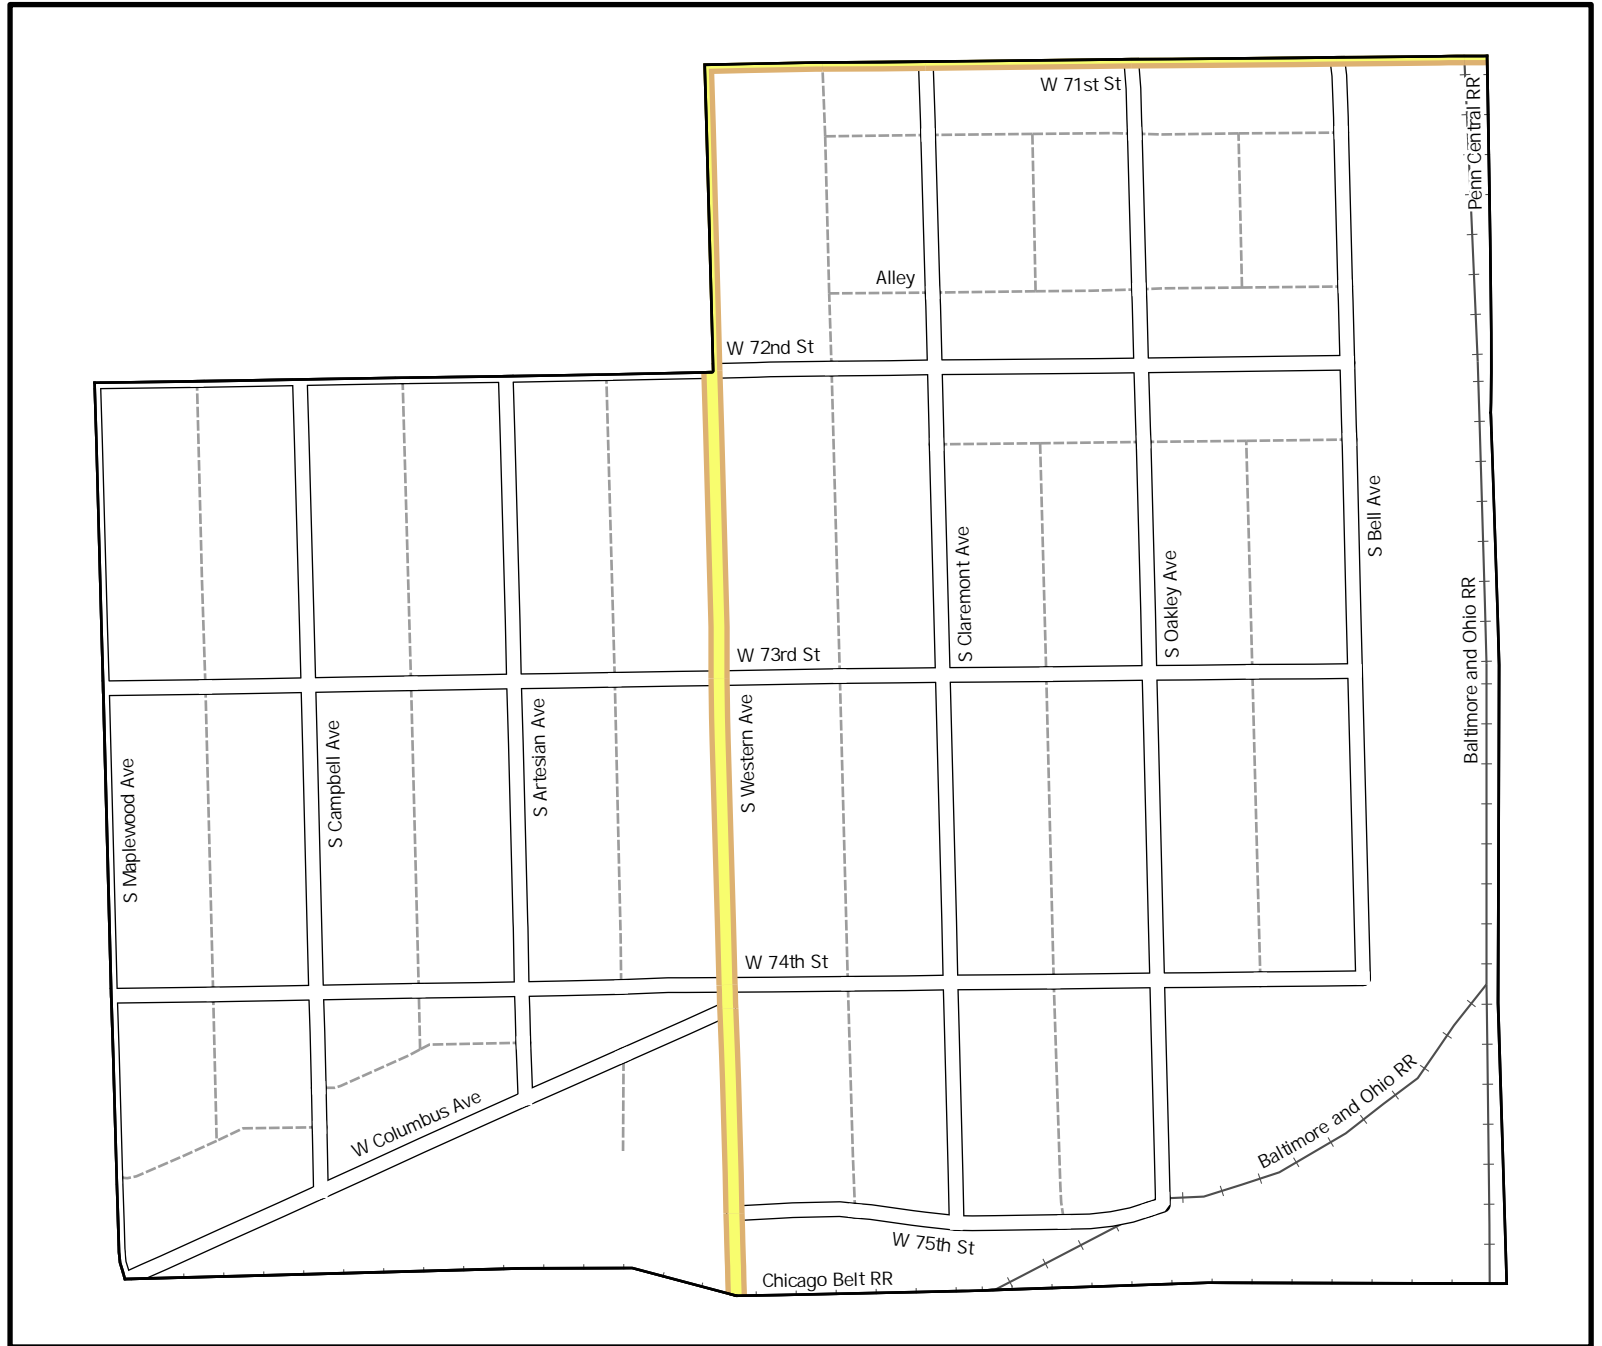 W 71st St
Penn Central RR
Alley
W 72nd St
S Bell Ave
S Claremont Ave
S Oakley Ave
Baltimore and Ohio RR
W 73rd St
S Western Ave
S Artesian Ave
S Campbell Ave
S Maplewood Ave
W 74th St
Baltimore and Ohio RR
W Columbus Ave
W 75th St
Chicago Belt RR